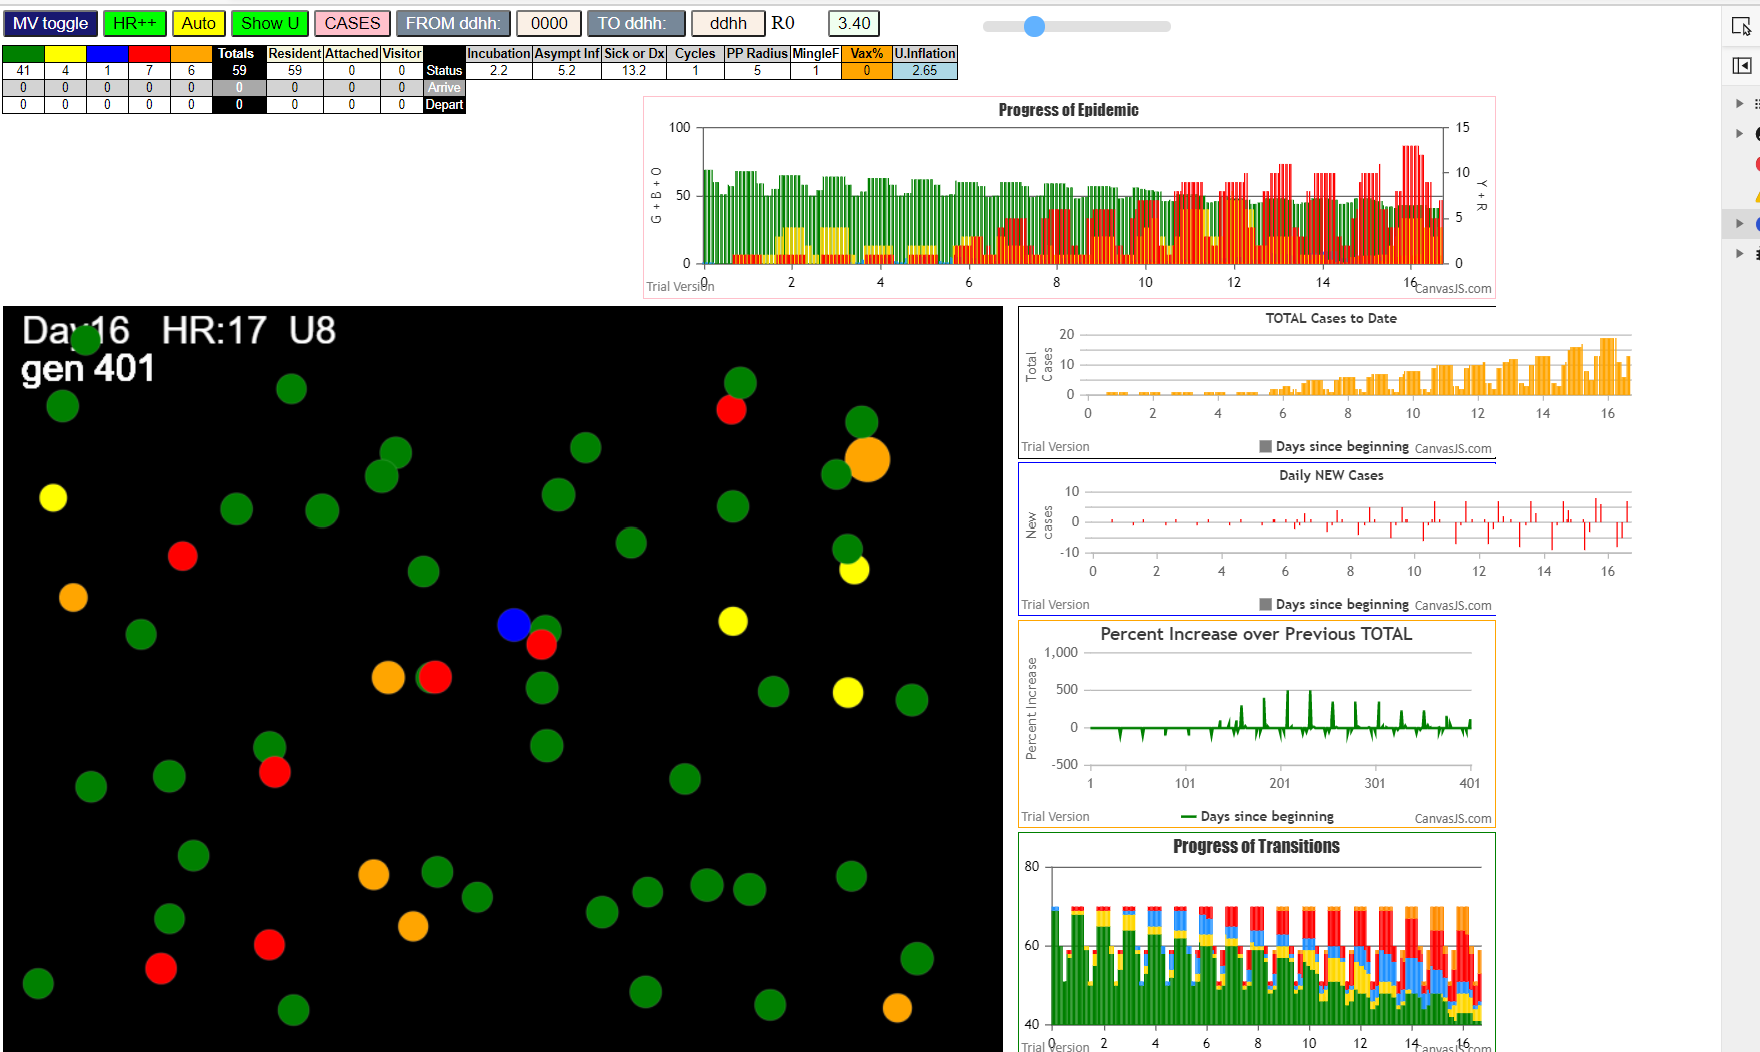 MV toggle HR++ Auto Show U CASES FROM ddhh: 0000 TO ddhh: ddhh R0 3.40
Totals Resident Attached Visitor Incubation Asympt Inf Sick or Dx Cycles PP Radius MingleF Vax% U.Inflation
41 4 1 7 6 59 59 0 0 Status 2.2 5.2 13.2 1 5 1 0 2.65
0 0 0 0 0 0 0 0 0 Arrive
0 0 0 0 0 0 0 0 0 Depart
Progress of Epidemic
100 15
10
50 5
0 0
G + B + O
Y + R
0 2 4 6 8 10 12 14 16
Trial Version CanvasJS.com
Day16 HR:17 U8
gen 401
TOTAL Cases to Date
20
10
0
Total
Cases
0 2 4 6 8 10 12 14 16
Days since beginning
Trial Version CanvasJS.com
Daily NEW Cases
10
0
-10
New
cases
0 2 4 6 8 10 12 14 16
Days since beginning
Trial Version CanvasJS.com
Percent Increase over Previous TOTAL
1,000
500
0
-500
Percent Increase
1 101 201 301 401
Days since beginning
Trial Version CanvasJS.com
Progress of Transitions
80
60
40
0 2 4 6 8 10 12 14 16
Trial Version CanvasJS.com